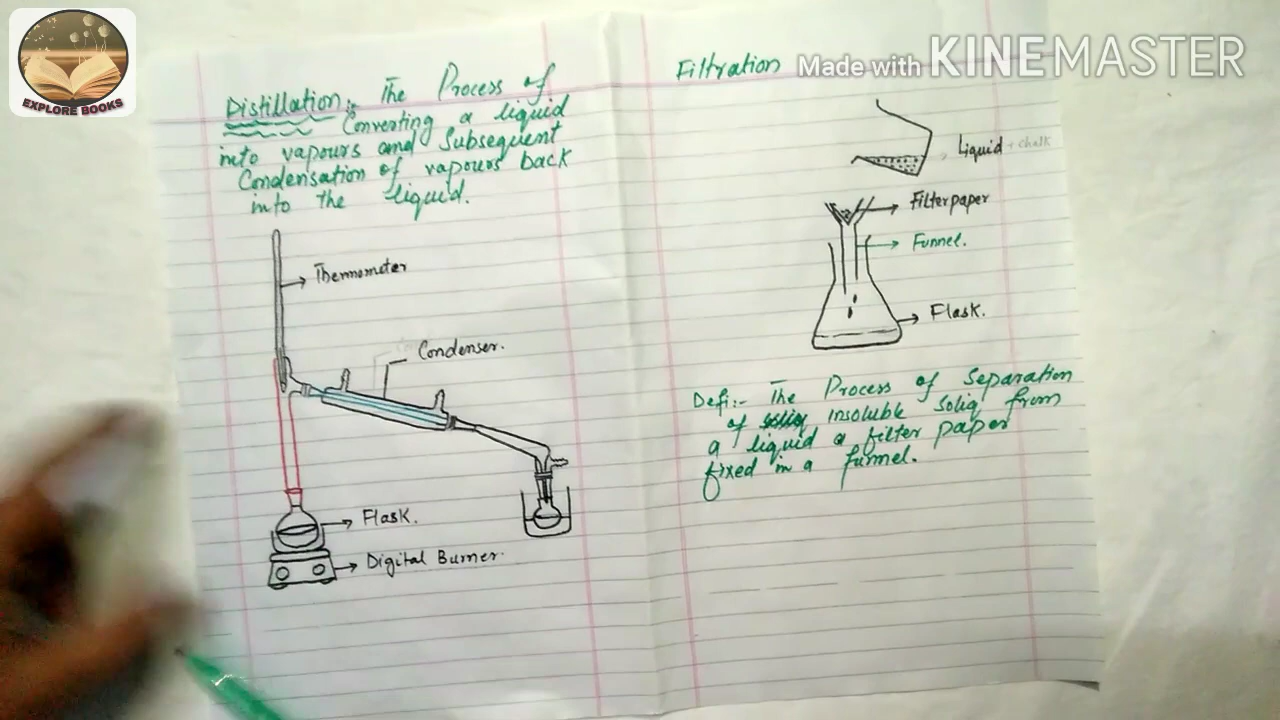 EXPLORE BOOKS
Made with KINEMASTER
Distillation:- The Process of
Converting a liquid
into vapours and Subsequent
Condensation of vapours back
into the liquid.
Thermometer
Condenser.
Flask.
Digital Burner.
Filtration
Liquid + chalk
Filterpaper
Funnel.
Flask.
Defi:- The Process of Separation
of insoluble Soliq from
a liquid a filter paper
fixed in a funnel.